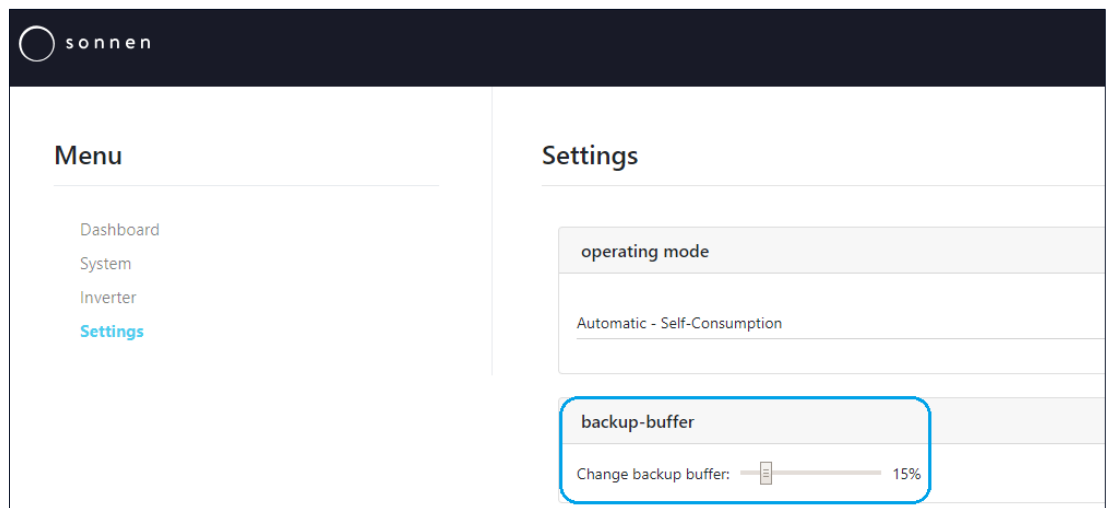 sonnen
Menu
Dashboard
System
Inverter
Settings
Settings
operating mode
Automatic - Self-Consumption
backup-buffer
Change backup buffer: 15%